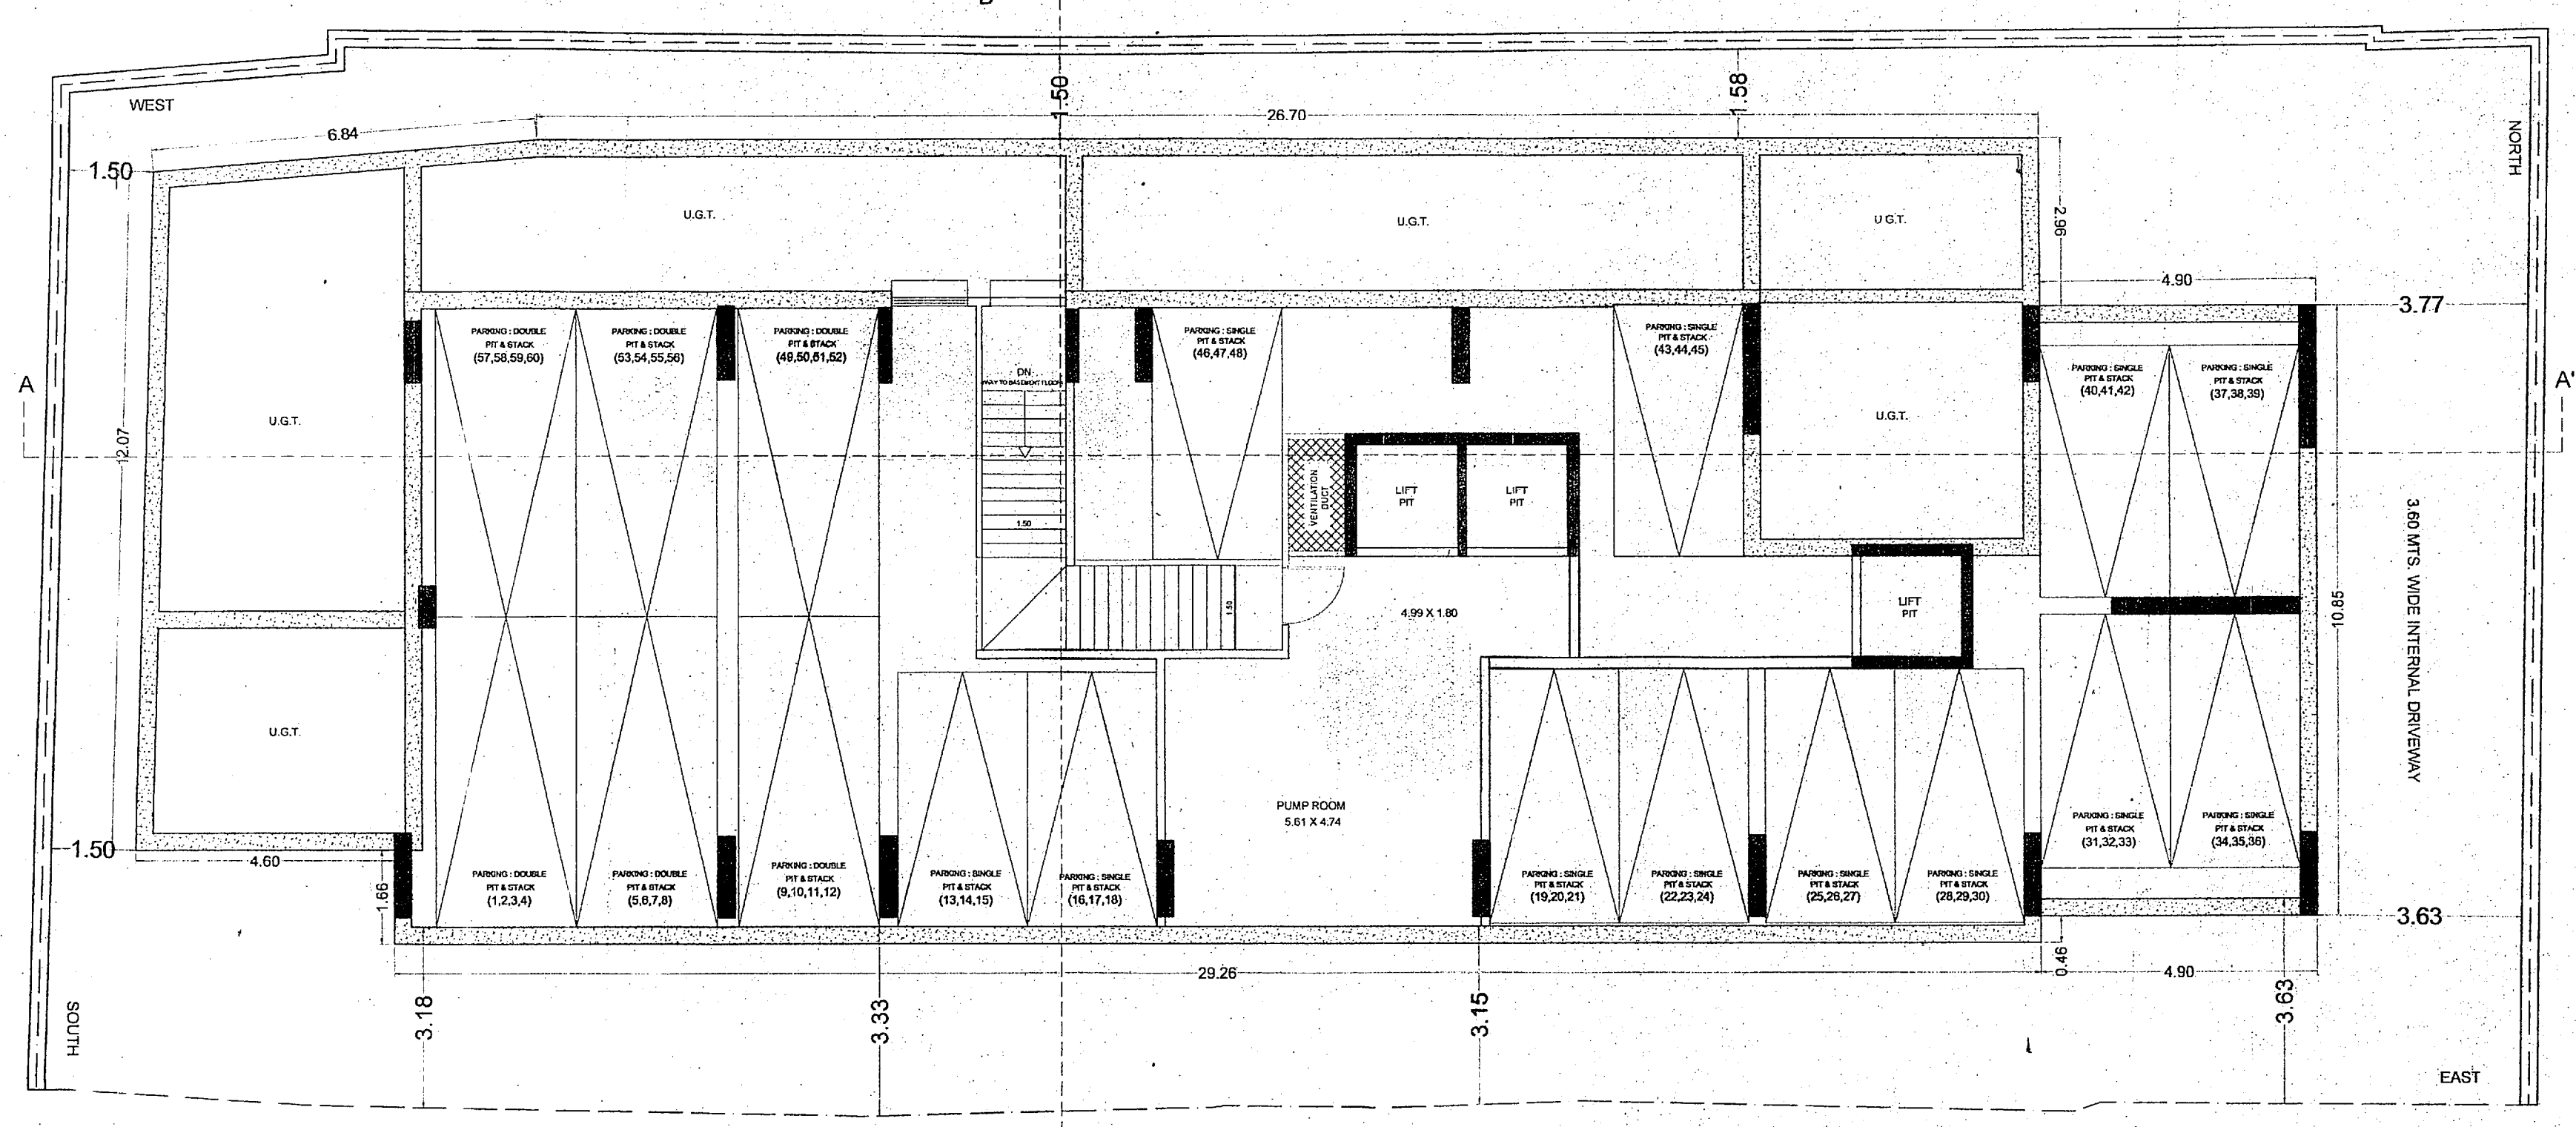 1.50
1.58
WEST
26.70
6.84
NORTH
1.50
U.G.T.
U.G.T.
U.G.T.
2.96
4.90
3.77
PARKING : DOUBLE
PIT & STACK
(57,58,59,60)
PARKING : DOUBLE
PIT & STACK
(53,54,55,56)
PARKING : DOUBLE
PIT & STACK
(49,50,51,52)
PARKING : SINGLE
PIT & STACK
(46,47,48)
PARKING : SINGLE
PIT & STACK
(43,44,45)
PARKING : SINGLE
PIT & STACK
(40,41,42)
PARKING : SINGLE
PIT & STACK
(37,38,39)
DN
WAY TO BASEMENT FLOOR
A
A'
U.G.T.
U.G.T.
12.07
VENTILATION
DUCT
LIFT
PIT
LIFT
PIT
1.50
3.60 MTS. WIDE INTERNAL DRIVEWAY
1.50
4.99 X 1.80
LIFT
PIT
10.85
U.G.T.
PUMP ROOM
5.61 X 4.74
PARKING : SINGLE
PIT & STACK
(31,32,33)
PARKING : SINGLE
PIT & STACK
(34,35,36)
1.50
4.60
1.66
PARKING : DOUBLE
PIT & STACK
(1,2,3,4)
PARKING : DOUBLE
PIT & STACK
(5,6,7,8)
PARKING : DOUBLE
PIT & STACK
(9,10,11,12)
PARKING : SINGLE
PIT & STACK
(13,14,15)
PARKING : SINGLE
PIT & STACK
(16,17,18)
PARKING : SINGLE
PIT & STACK
(19,20,21)
PARKING : SINGLE
PIT & STACK
(22,23,24)
PARKING : SINGLE
PIT & STACK
(25,26,27)
PARKING : SINGLE
PIT & STACK
(28,29,30)
3.63
29.26
0.46
4.90
SOUTH
3.18
3.33
3.15
3.63
EAST